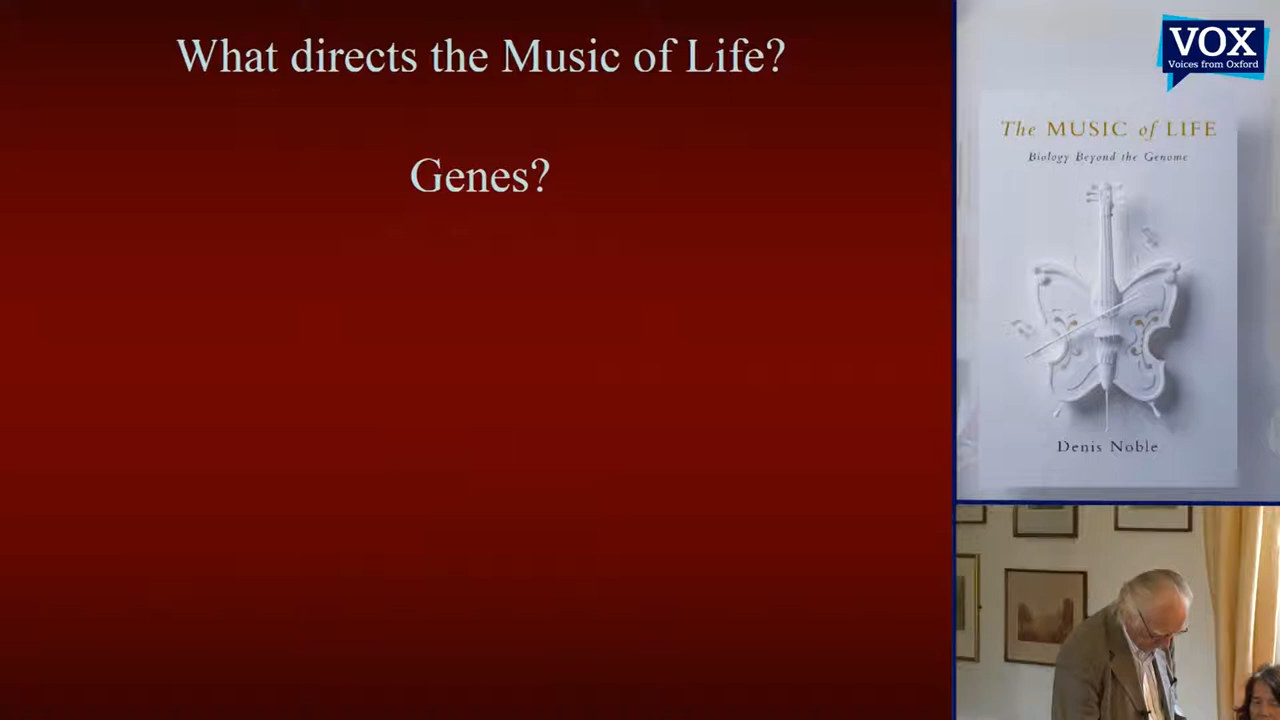 What directs the Music of Life?
Genes?
VOX
Voices from Oxford
The MUSIC of LIFE
Biology Beyond the Genome
Denis Noble